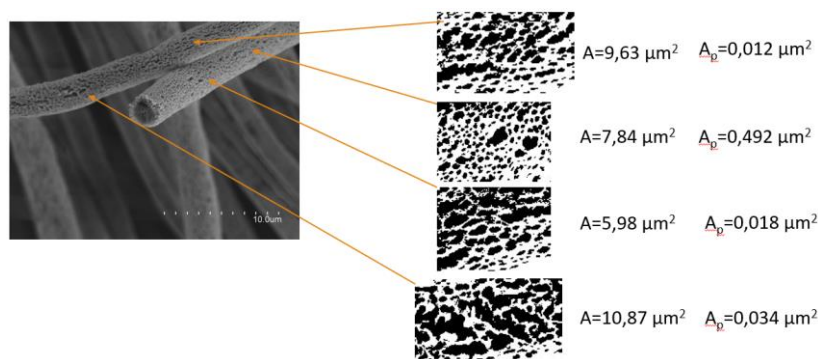 A=9,63 µm² Aₚ=0,012 µm²
A=7,84 µm² Aₚ=0,492 µm²
10.0um
A=5,98 µm² Aₚ=0,018 µm²
A=10,87 µm² Aₚ=0,034 µm²